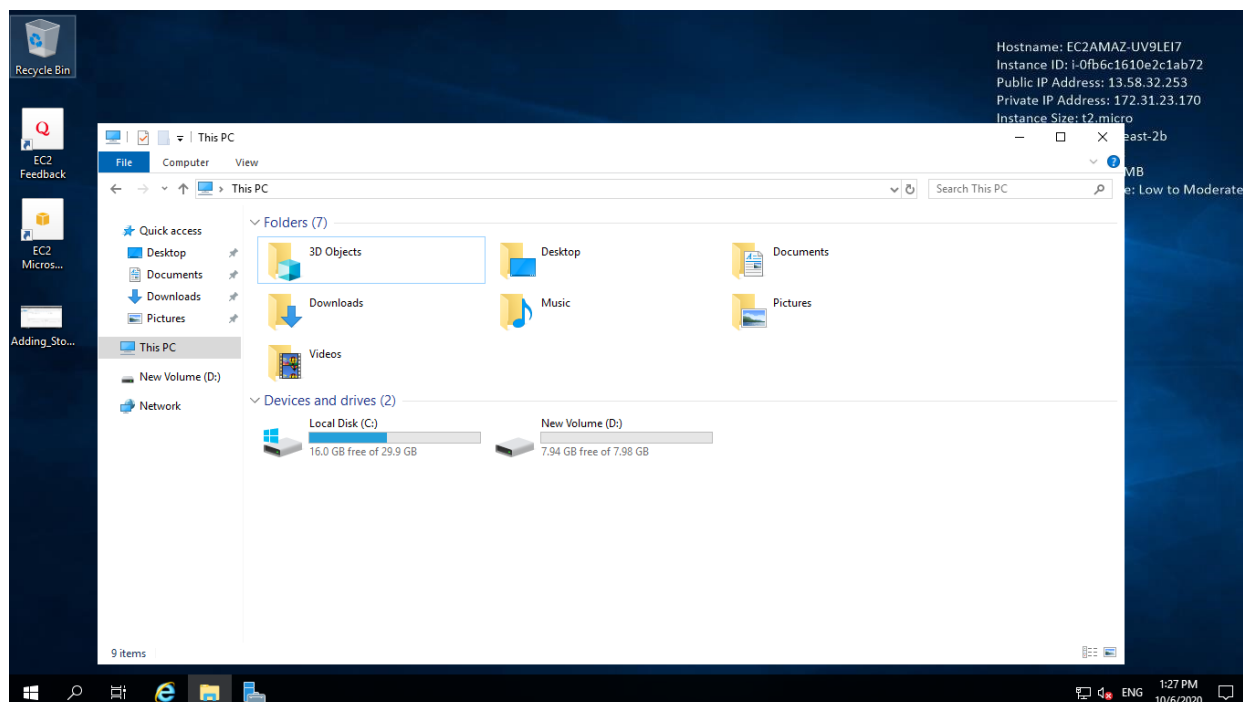 Recycle Bin
EC2
Feedback
EC2
Micros...
Adding_Sto...
Hostname: EC2AMAZ-UV9LEI7
Instance ID: i-0fb6c1610e2c1ab72
Public IP Address: 13.58.32.253
Private IP Address: 172.31.23.170
Instance Size: t2.micro
east-2b
MB
e: Low to Moderate
This PC
File Computer View
This PC
Search This PC
Quick access
Desktop
Documents
Downloads
Pictures
This PC
New Volume (D:)
Network
Folders (7)
3D Objects Desktop Documents
Downloads Music Pictures
Videos
Devices and drives (2)
Local Disk (C:) New Volume (D:)
16.0 GB free of 29.9 GB 7.94 GB free of 7.98 GB
9 items
ENG
1:27 PM
10/6/2020